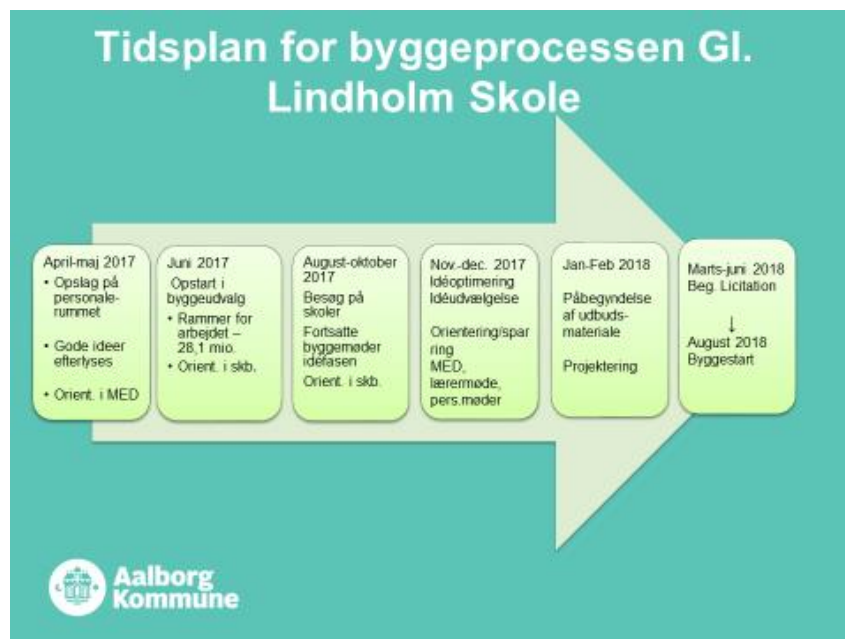 Tidsplan for byggeprocessen Gl.
Lindholm Skole
April-maj 2017
• Opslag på
personale-
rummet
• Gode ideer
efterlyses
• Orient. i MED
Juni 2017
Opstart i
byggeudvalg
• Rammer for
arbejdet –
28,1 mio.
• Orient. i skb.
August-oktober
2017
Besøg på
skoler
Fortsatte
byggemøder
idefasen
Orient. i skb.
Nov.-dec. 2017
Idéoptimering
Idéudvælgelse
Orientering/spar
ring
MED,
lærermøde,
pers.møder
Jan-Feb 2018
Påbegyndelse
af udbuds-
materiale
Projektering
Marts-juni 2018
Beg. Licitation
↓
August 2018
Byggestart
Aalborg
Kommune